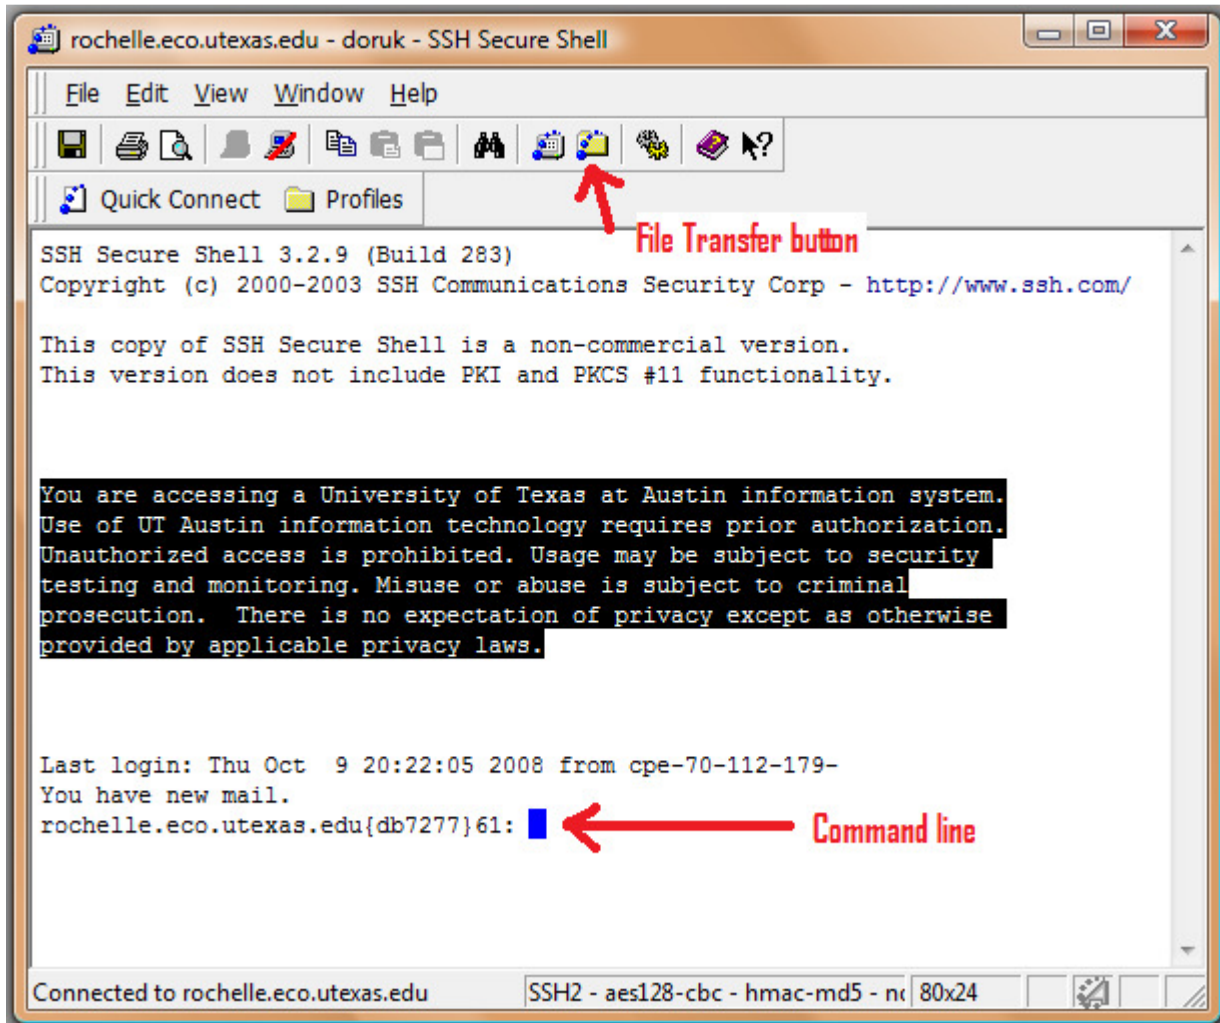 rochelle.eco.utexas.edu - doruk - SSH Secure Shell
File Edit View Window Help
Quick Connect Profiles
File Transfer button
SSH Secure Shell 3.2.9 (Build 283)
Copyright (c) 2000-2003 SSH Communications Security Corp - http://www.ssh.com/
This copy of SSH Secure Shell is a non-commercial version.
This version does not include PKI and PKCS #11 functionality.
You are accessing a University of Texas at Austin information system.
Use of UT Austin information technology requires prior authorization.
Unauthorized access is prohibited. Usage may be subject to security
testing and monitoring. Misuse or abuse is subject to criminal
prosecution.  There is no expectation of privacy except as otherwise
provided by applicable privacy laws.
Last login: Thu Oct  9 20:22:05 2008 from cpe-70-112-179-
You have new mail.
rochelle.eco.utexas.edu{db7277}61:
Command line
Connected to rochelle.eco.utexas.edu SSH2 - aes128-cbc - hmac-md5 - 80x24